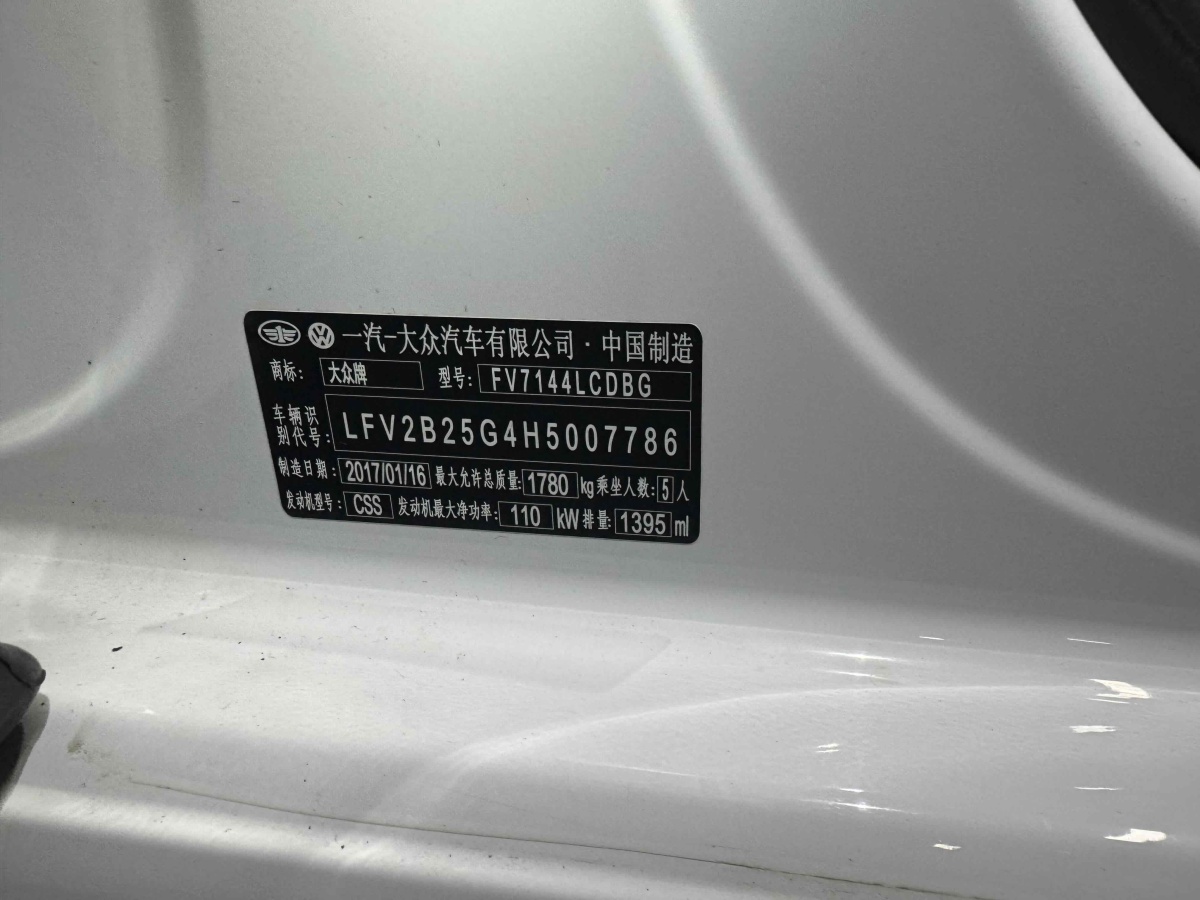 一汽-大众汽车有限公司·中国制造
商标: 大众牌 型号: FV7144LCDBG
车辆识别代号: LFV2B25G4H5007786
制造日期: 2017/01/16 最大允许总质量: 1780 kg 乘坐人数: 5 人
发动机型号: CSS 发动机最大净功率: 110 kW 排量: 1395 ml